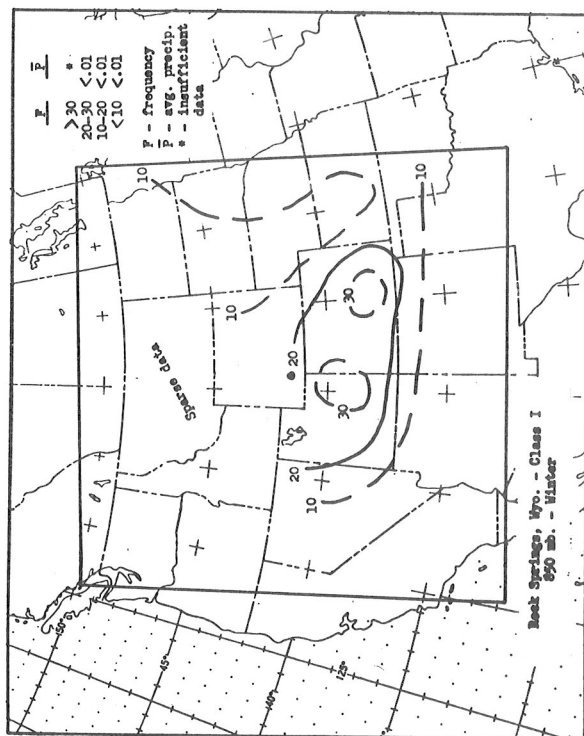 F P̅
>30 *
20-30 <.01
10-20 <.01
<10 <.01
F - frequency
P̅ - avg. precip.
* - insufficient
data
Sparse data
10
10
20
30
30
20
10
10
50°
45°
40°
125°
Rock Springs, Wyo. - Class I
850 mb. - Winter